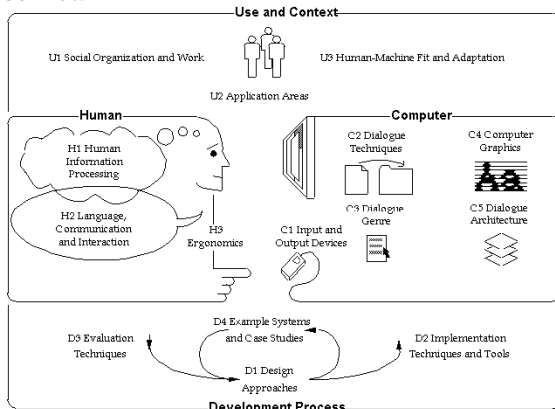 Use and Context
U1 Social Organization and Work
U3 Human-Machine Fit and Adaptation
U2 Application Areas
Human
H1 Human
Information
Processing
H2 Language,
Communication
and Interaction
H3
Ergonomics
Computer
C2 Dialogue
Techniques
C4 Computer
Graphics
Aa
C3 Dialogue
Genre
C1 Input and
Output Devices
C5 Dialogue
Architecture
D3 Evaluation
Techniques
D4 Example Systems
and Case Studies
D2 Implementation
Techniques and Tools
D1 Design
Approaches
Development Process